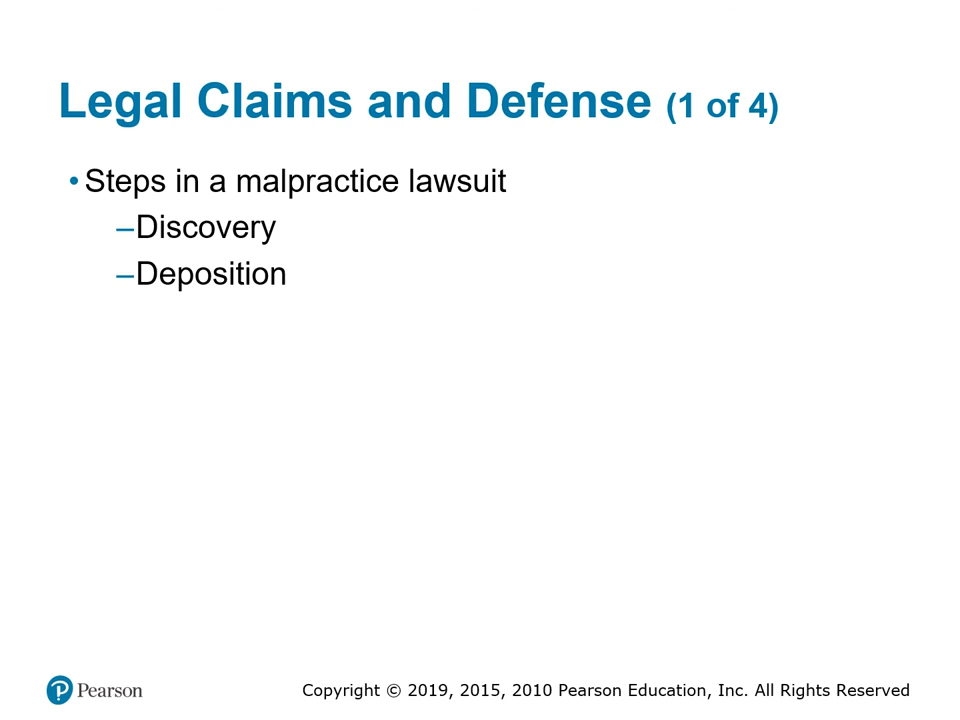 Legal Claims and Defense (1 of 4)
• Steps in a malpractice lawsuit
–Discovery
–Deposition
Pearson
Copyright © 2019, 2015, 2010 Pearson Education, Inc. All Rights Reserved